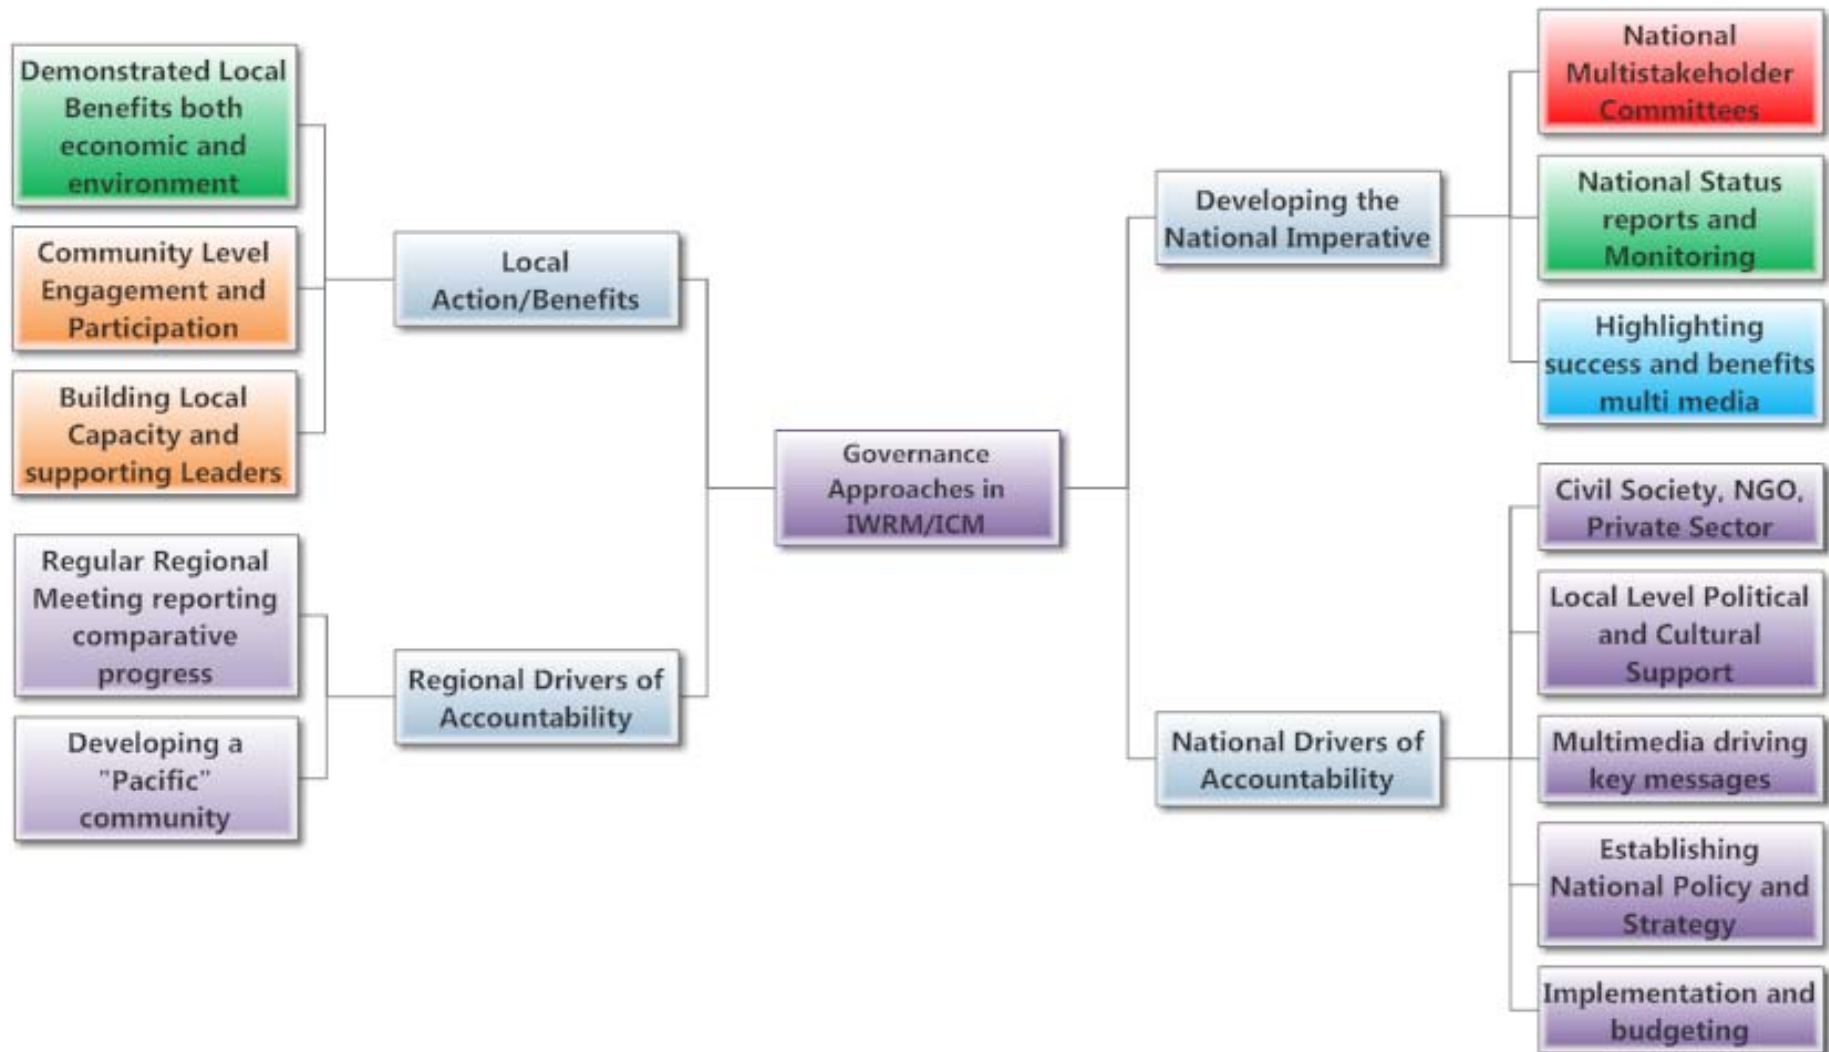 Demonstrated Local
Benefits both
economic and
environment
Community Level
Engagement and
Participation
Building Local
Capacity and
supporting Leaders
Regular Regional
Meeting reporting
comparative
progress
Developing a
"Pacific"
community
Local
Action/Benefits
Regional Drivers of
Accountability
Governance
Approaches in
IWRM/ICM
Developing the
National Imperative
National Drivers of
Accountability
National
Multistakeholder
Committees
National Status
reports and
Monitoring
Highlighting
success and benefits
multi media
Civil Society, NGO,
Private Sector
Local Level Political
and Cultural
Support
Multimedia driving
key messages
Establishing
National Policy and
Strategy
Implementation and
budgeting